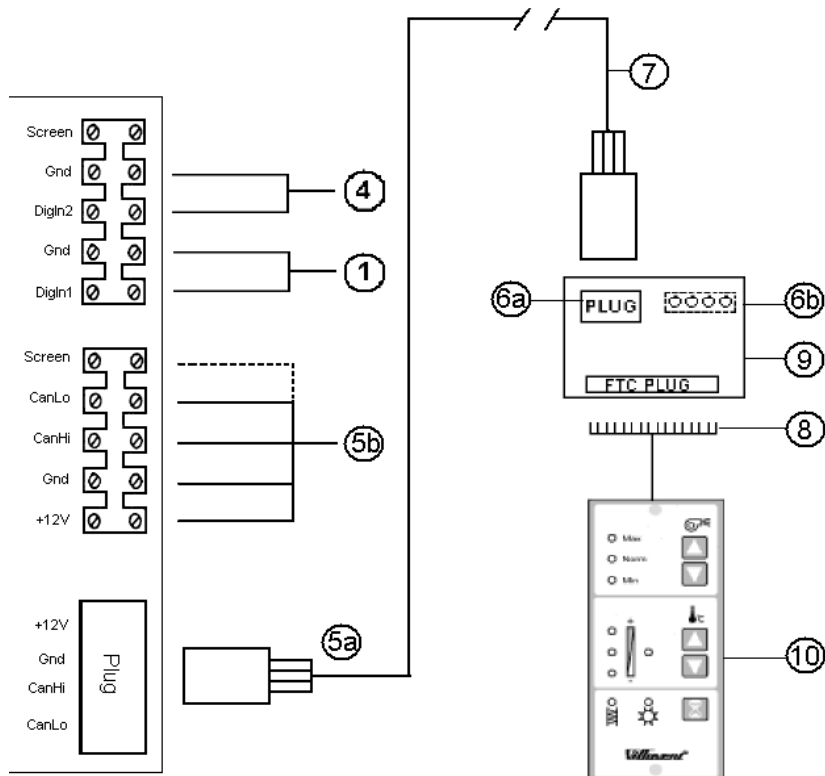 7
Screen
Gnd
4
DigIn2
Gnd
1
DigIn1
6a
PLUG
6b
9
FTC PLUG
Screen
CanLo
CanHi
5b
Gnd
+12V
8
Max
Norm
Min
+12V
Gnd
CanHi
CanLo
Plug
5a
°C
+
-
10
Villavent